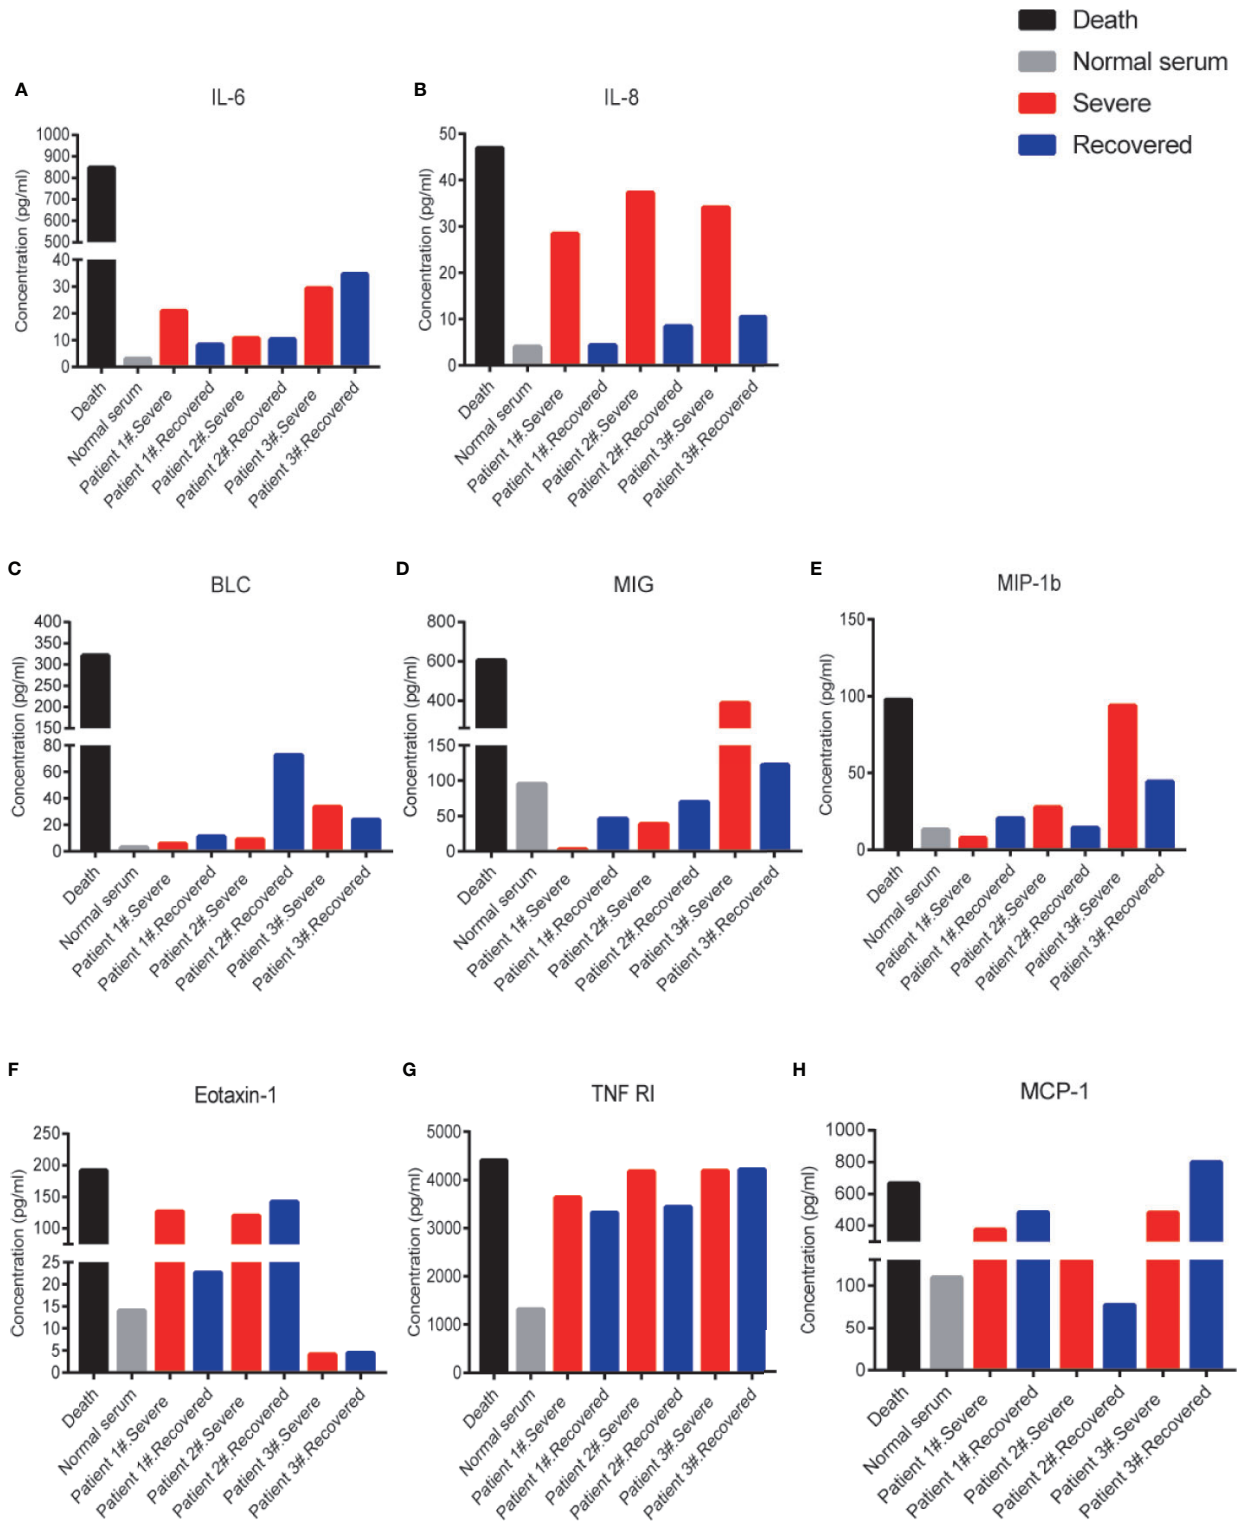 Death
Normal serum
Severe
Recovered
A
IL-6
Concentration (pg/ml)
1000
900
800
700
600
500
40
30
20
10
0
Death
Normal serum
Patient 1#.Severe
Patient 1#.Recovered
Patient 2#.Severe
Patient 2#.Recovered
Patient 3#.Severe
Patient 3#.Recovered
B
IL-8
Concentration (pg/ml)
50
40
30
20
10
0
Death
Normal serum
Patient 1#.Severe
Patient 1#.Recovered
Patient 2#.Severe
Patient 2#.Recovered
Patient 3#.Severe
Patient 3#.Recovered
C
BLC
Concentration (pg/ml)
400
350
300
250
200
150
80
60
40
20
0
Death
Normal serum
Patient 1#.Severe
Patient 1#.Recovered
Patient 2#.Severe
Patient 2#.Recovered
Patient 3#.Severe
Patient 3#.Recovered
D
MIG
Concentration (pg/ml)
800
600
400
150
100
50
0
Death
Normal serum
Patient 1#.Severe
Patient 1#.Recovered
Patient 2#.Severe
Patient 2#.Recovered
Patient 3#.Severe
Patient 3#.Recovered
E
MIP-1b
Concentration (pg/ml)
150
100
50
0
Death
Normal serum
Patient 1#.Severe
Patient 1#.Recovered
Patient 2#.Severe
Patient 2#.Recovered
Patient 3#.Severe
Patient 3#.Recovered
F
Eotaxin-1
Concentration (pg/ml)
250
200
150
100
25
20
15
10
5
0
Death
Normal serum
Patient 1#.Severe
Patient 1#.Recovered
Patient 2#.Severe
Patient 2#.Recovered
Patient 3#.Severe
Patient 3#.Recovered
G
TNF RI
Concentration (pg/ml)
5000
4000
3000
2000
1000
0
Death
Normal serum
Patient 1#.Severe
Patient 1#.Recovered
Patient 2#.Severe
Patient 2#.Recovered
Patient 3#.Severe
Patient 3#.Recovered
H
MCP-1
Concentration (pg/ml)
1000
800
600
400
100
50
0
Death
Normal serum
Patient 1#.Severe
Patient 1#.Recovered
Patient 2#.Severe
Patient 2#.Recovered
Patient 3#.Severe
Patient 3#.Recovered